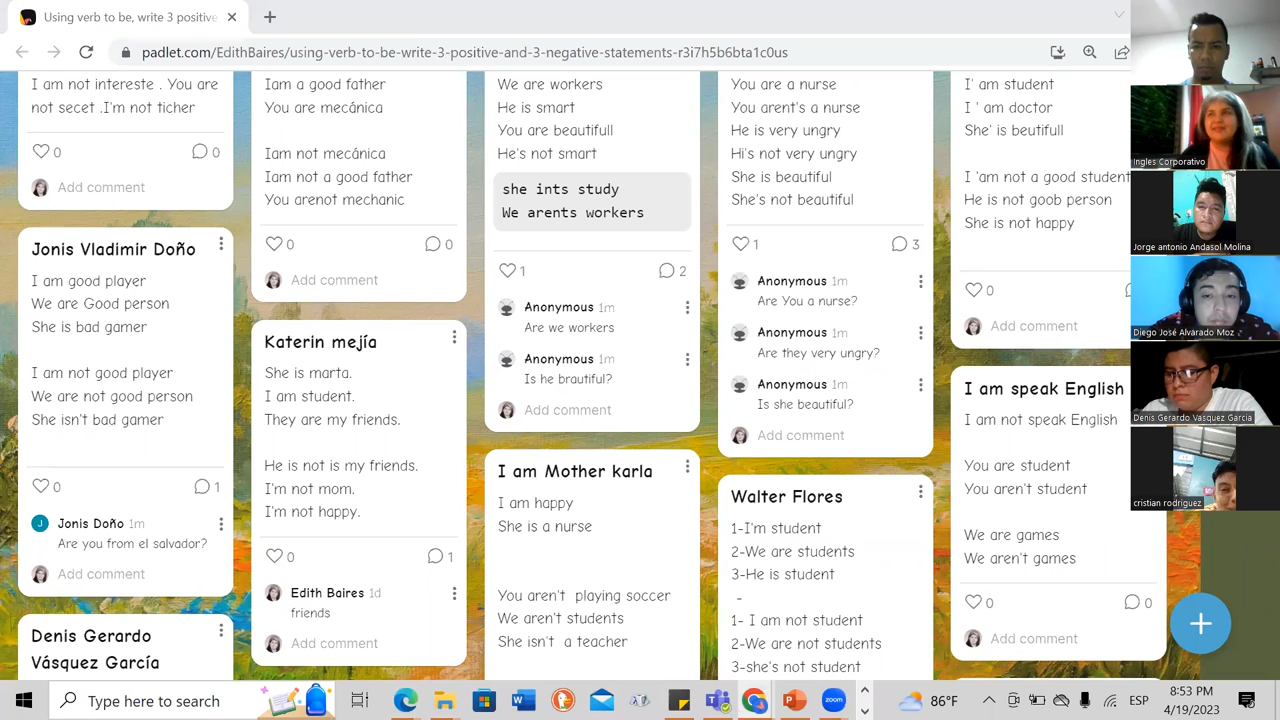 Using verb to be, write 3 positive
padlet.com/EdithBaires/using-verb-to-be-write-3-positive-and-3-negative-statements-r3i7h5b6bta1c0us
I am not intereste . You are
not secet .I'm not ticher
0
0
Add comment
Jonis Vladimir Doño
I am good player
We are Good person
She is bad gamer
I am not good player
We are not good person
She isn't bad gamer
0
1
Jonis Doño 1m
Are you from el salvador?
Add comment
Denis Gerardo
Vásquez García
Iam a good father
You are mecánica
Iam not mecánica
Iam not a good father
You arenot mechanic
0
0
Add comment
Katerin mejía
She is marta.
I am student.
They are my friends.
He is not is my friends.
I'm not mom.
I'm not happy.
0
1
Edith Baires 1d
friends
Add comment
We are workers
He is smart
You are beautifull
He's not smart
she ints study
We arents workers
1
2
Anonymous 1m
Are we workers
Anonymous 1m
Is he brautiful?
Add comment
I am Mother karla
I am happy
She is a nurse
You aren't playing soccer
We aren't students
She isn't a teacher
You are a nurse
You arent's a nurse
He is very ungry
Hi's not very ungry
She is beautiful
She's not beautiful
1
3
Anonymous 1m
Are You a nurse?
Anonymous 1m
Are they very ungry?
Anonymous 1m
Is she beautiful?
Add comment
Walter Flores
1-I'm student
2-We are students
3-He is student
-
1- I am not student
2-We are not students
3-she's not student
I' am student
I ' am doctor
She' is beutifull
I 'am not a good student
He is not goob person
She is not happy
0
Add comment
I am speak English
I am not speak English
You are student
You aren't student
We are games
We aren't games
0
0
Add comment
Ingles Corporativo
Jorge antonio Andasol Molina
Diego José Alvarado Moz
Denis Gerardo Vasquez Garcia
cristian rodriguez
Type here to search
86°F
ESP
8:53 PM
4/19/2023